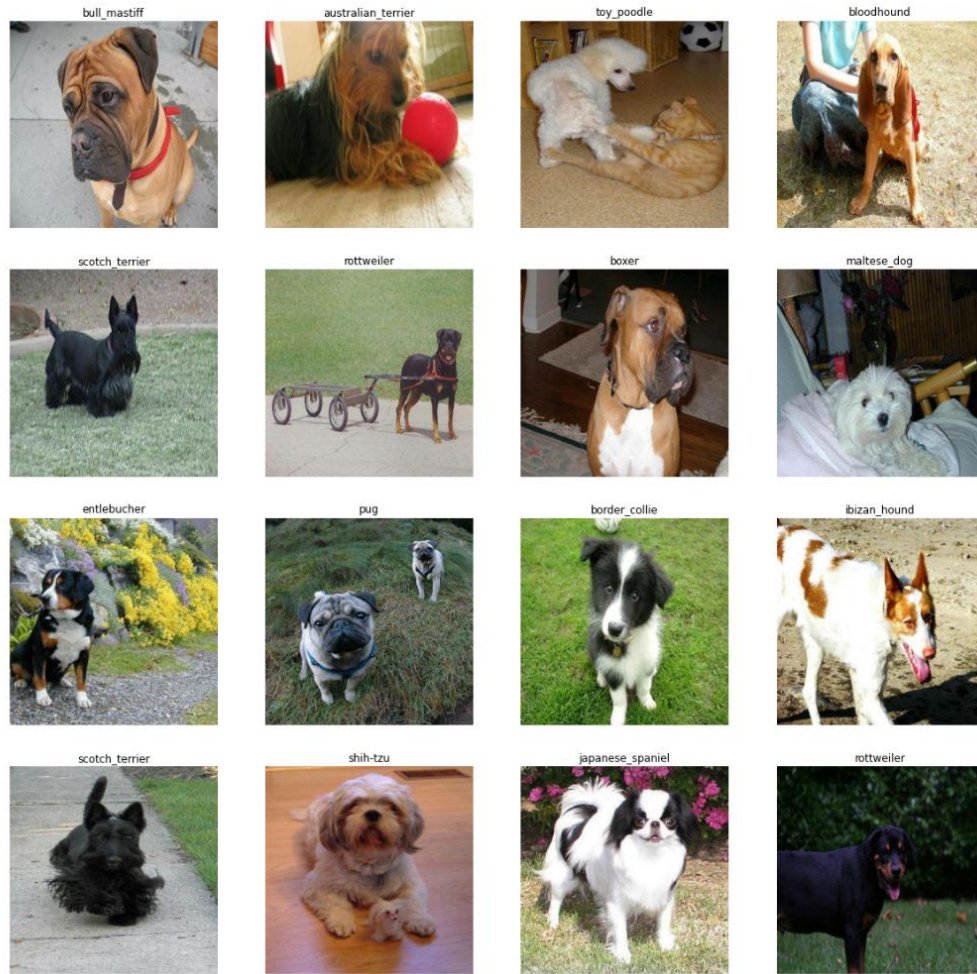 bull_mastiff
australian_terrier
toy_poodle
bloodhound
scotch_terrier
rottweiler
boxer
maltese_dog
entlebucher
pug
border_collie
ibizan_hound
scotch_terrier
shih-tzu
japanese_spaniel
rottweiler